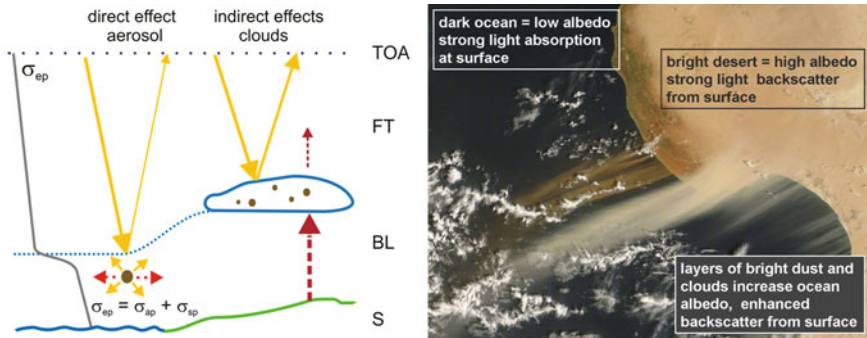 direct effect
aerosol
indirect effects
clouds
TOA
σep
FT
BL
σep = σap + σsp
S
dark ocean = low albedo
strong light absorption
at surface
bright desert = high albedo
strong light backscatter
from surface
layers of bright dust and
clouds increase ocean
albedo, enhanced
backscatter from surface